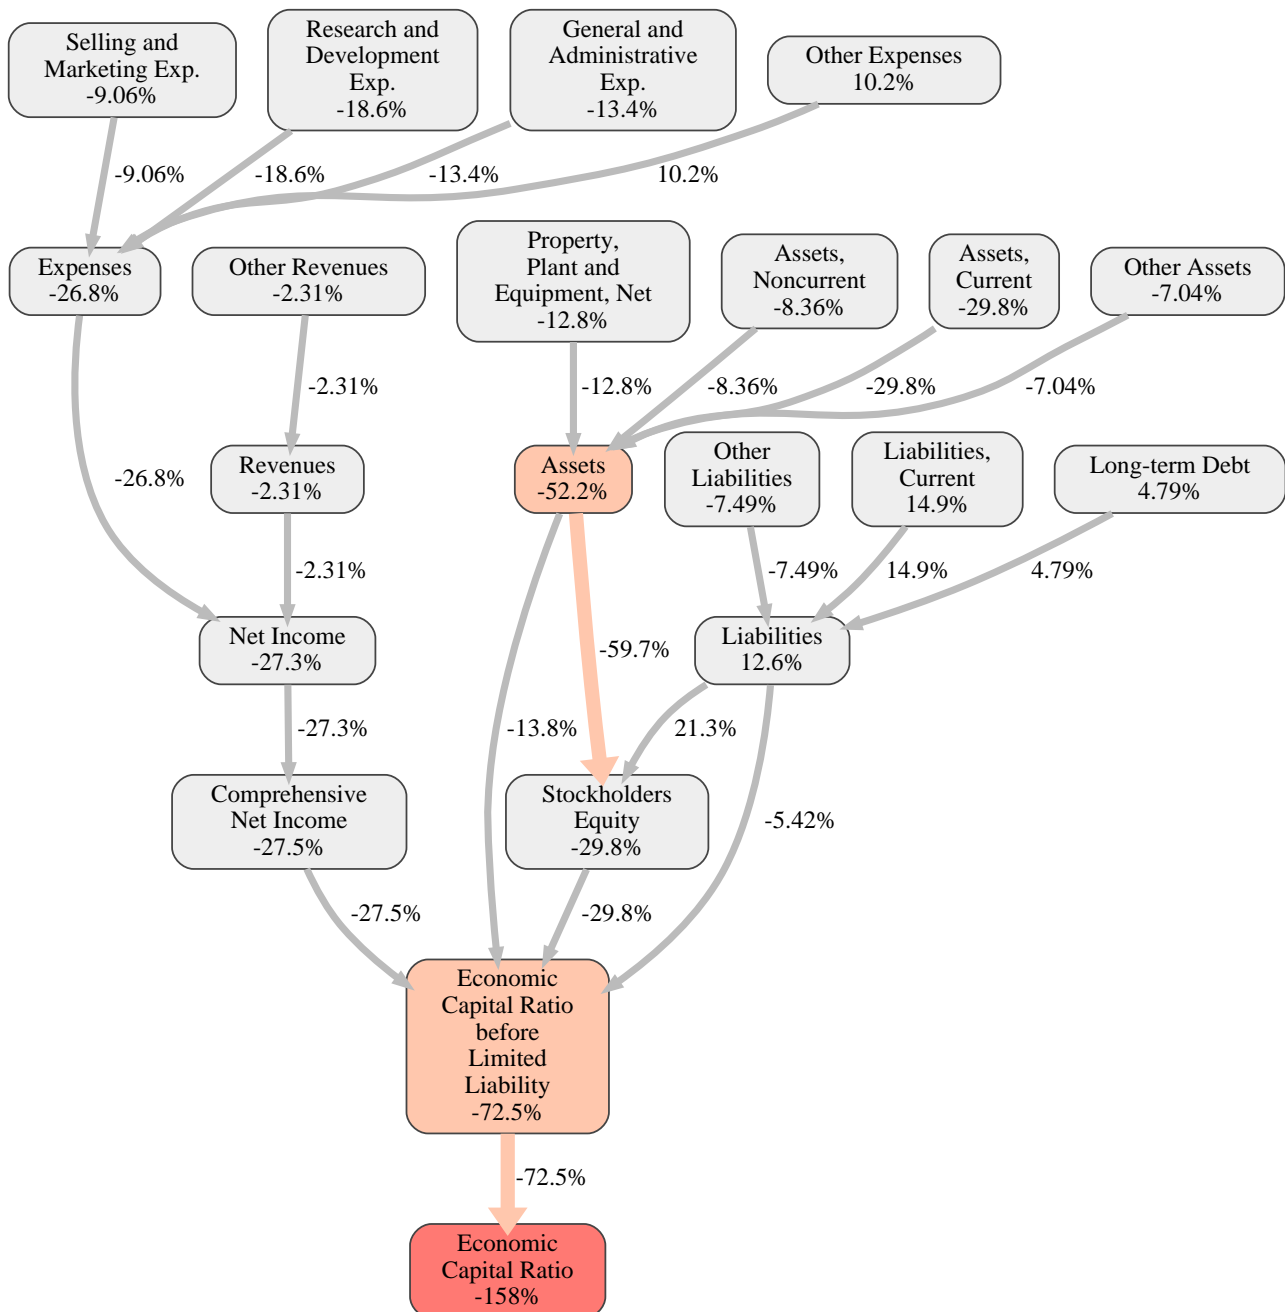 Selling and
Marketing Exp.
-9.06%
Research and
Development
Exp.
-18.6%
General and
Administrative
Exp.
-13.4%
Other Expenses
10.2%
-9.06%
-18.6%
-13.4%
10.2%
Expenses
-26.8%
Other Revenues
-2.31%
Property,
Plant and
Equipment, Net
-12.8%
Assets,
Noncurrent
-8.36%
Assets,
Current
-29.8%
Other Assets
-7.04%
-2.31%
-12.8%
-8.36%
-29.8%
-7.04%
-26.8%
Revenues
-2.31%
Assets
-52.2%
Other
Liabilities
-7.49%
Liabilities,
Current
14.9%
Long-term Debt
4.79%
-2.31%
-7.49%
14.9%
4.79%
Net Income
-27.3%
-59.7%
Liabilities
12.6%
-27.3%
-13.8%
21.3%
Comprehensive
Net Income
-27.5%
Stockholders
Equity
-29.8%
-5.42%
-27.5%
-29.8%
Economic
Capital Ratio
before
Limited
Liability
-72.5%
-72.5%
Economic
Capital Ratio
-158%